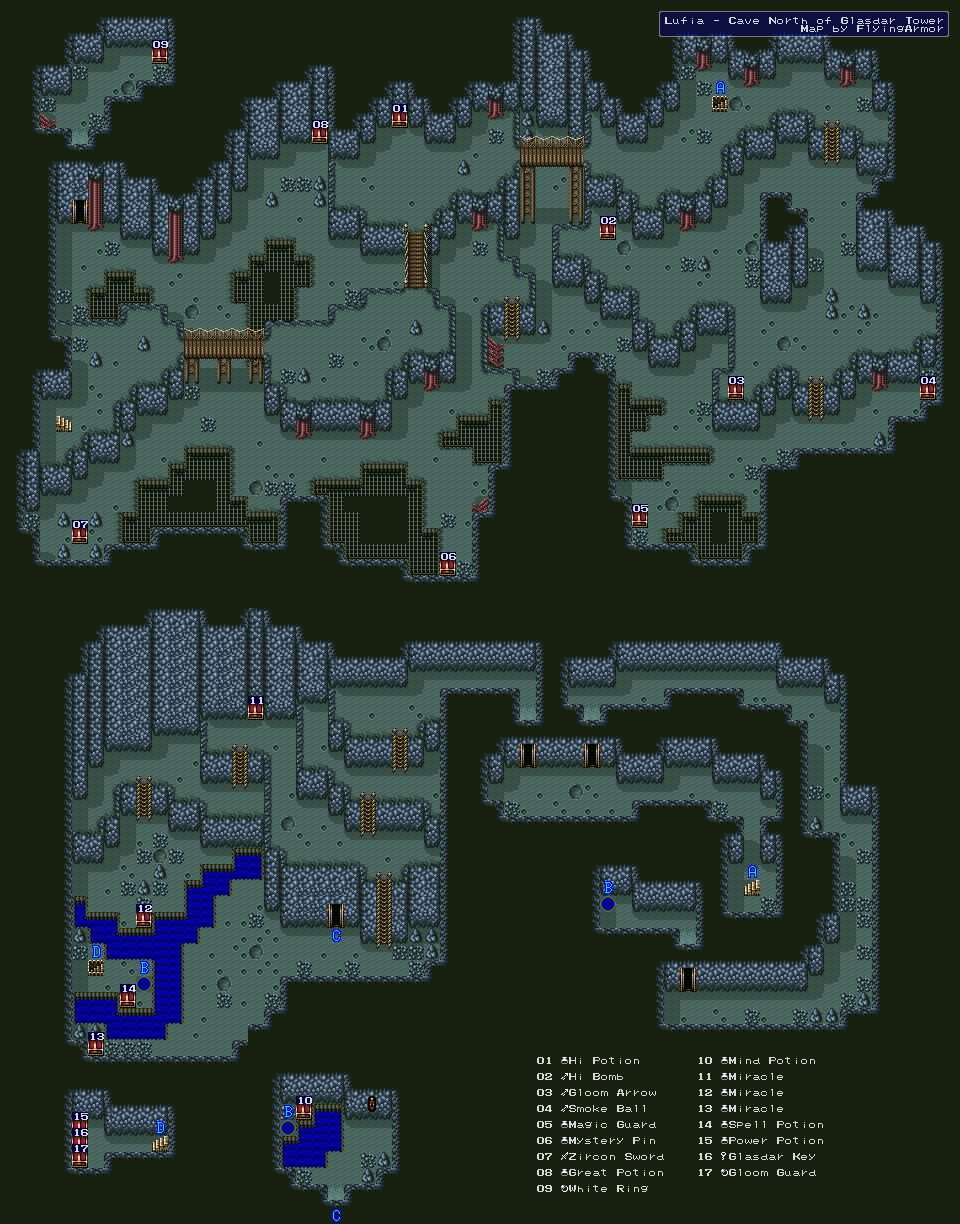 Lufia - Cave North of Glasdar Tower
Map by FlyingArmor
09
01
08
A
02
03
04
05
07
06
11
12
D
B
14
13
C
A
B
10
B
15
16
17
D
C
01 Hi Potion
02 Hi Bomb
03 Gloom Arrow
04 Smoke Ball
05 Magic Guard
06 Mystery Pin
07 Zircon Sword
08 Great Potion
09 White Ring
10 Mind Potion
11 Miracle
12 Miracle
13 Miracle
14 Spell Potion
15 Power Potion
16 Glasdar Key
17 Gloom Guard